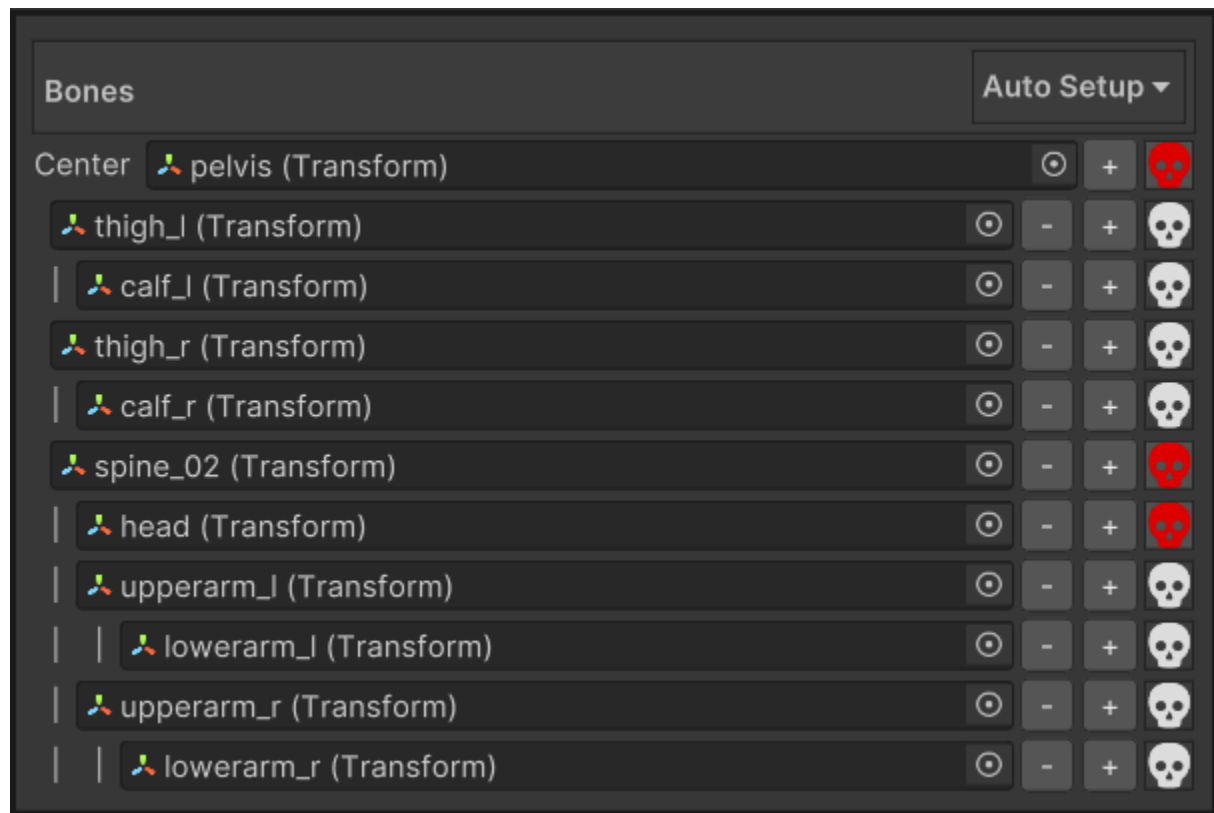 Bones Auto Setup
Center pelvis (Transform) +
thigh_l (Transform) - +
calf_l (Transform) - +
thigh_r (Transform) - +
calf_r (Transform) - +
spine_02 (Transform) - +
head (Transform) - +
upperarm_l (Transform) - +
lowerarm_l (Transform) - +
upperarm_r (Transform) - +
lowerarm_r (Transform) - +